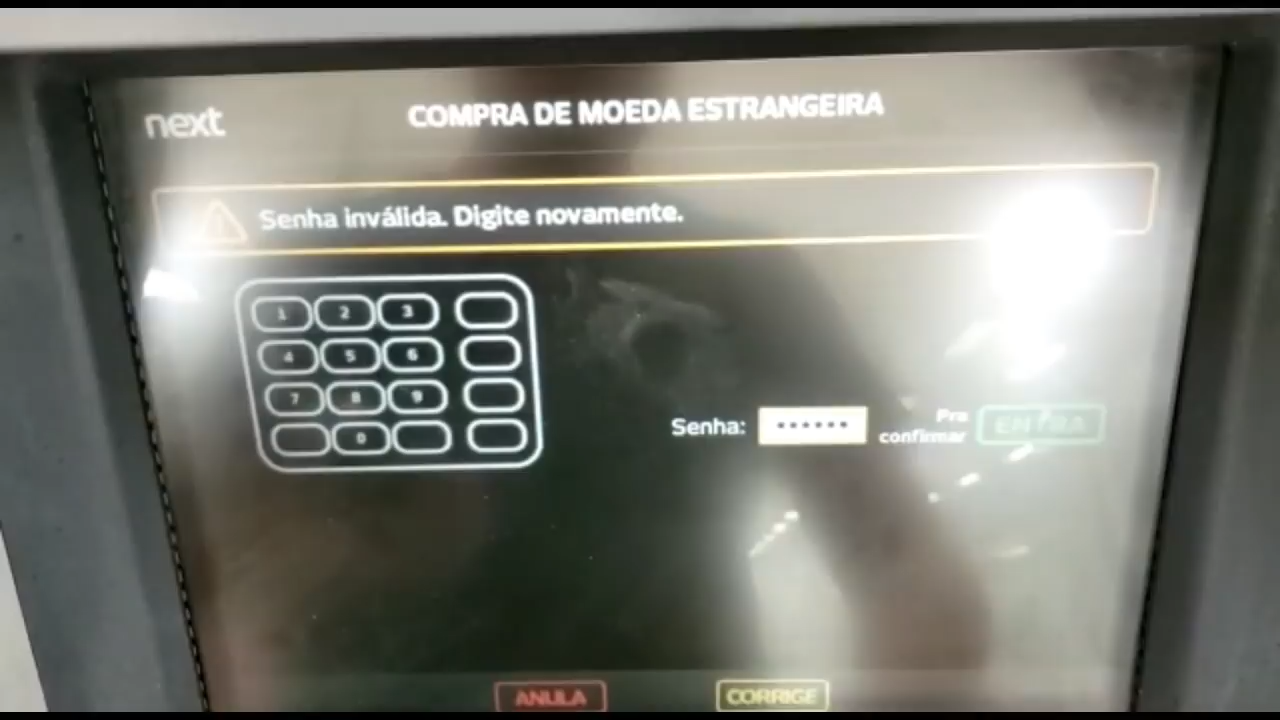 next
COMPRA DE MOEDA ESTRANGEIRA
Senha inválida. Digite novamente.
1 2 3
4 5 6
7 8 9
0
Senha: ••••••
Pra
confirmar
ENTRA
ANULA
CORRIGE